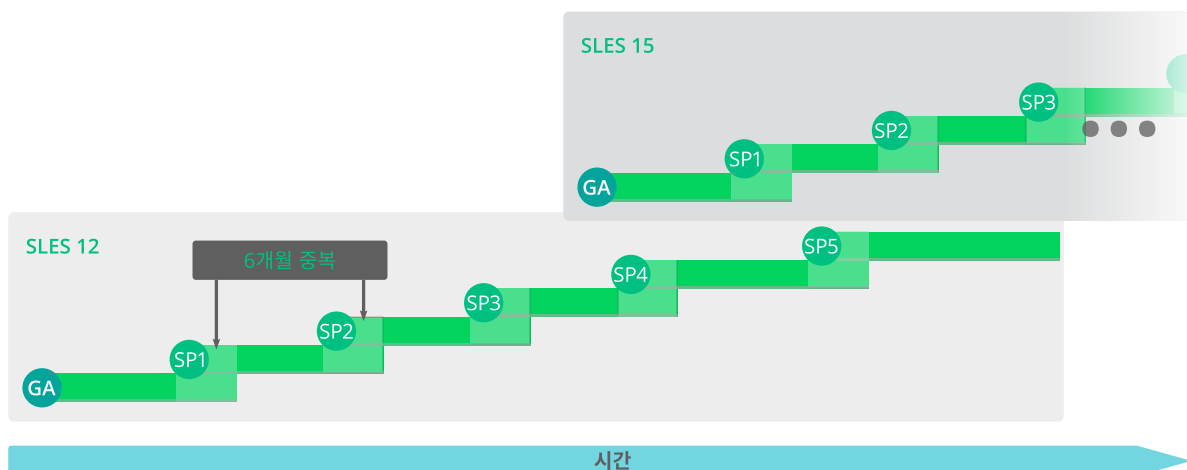 SLES 15
SP3
SP2
SP1
GA
SLES 12
6개월 중복
SP5
SP4
SP3
SP2
SP1
GA
시간